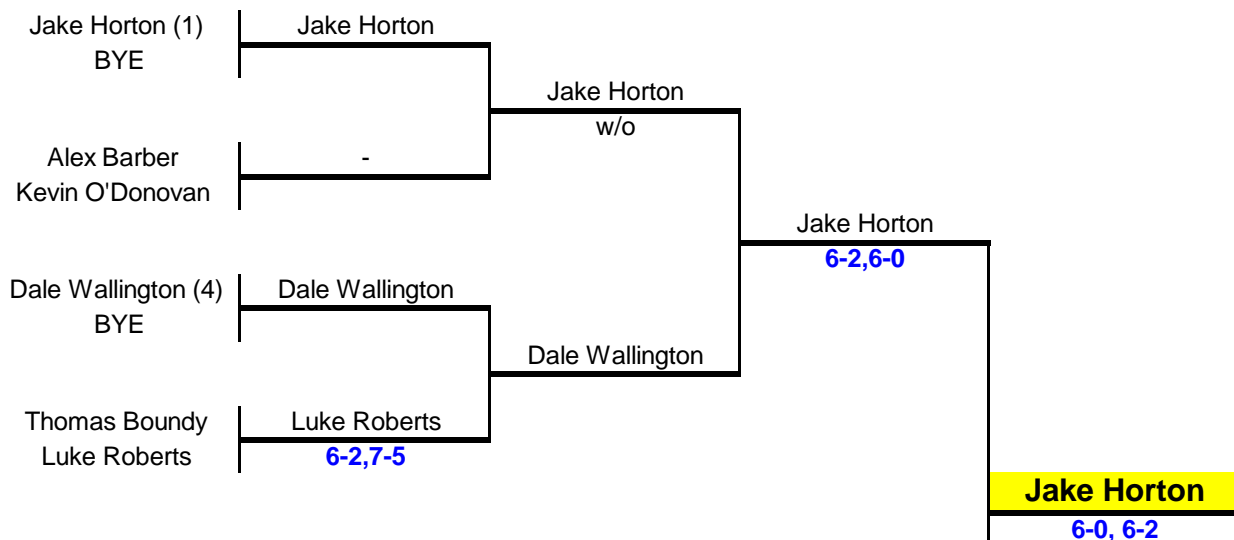 Jake Horton (1)
BYE
Jake Horton
Jake Horton
w/o
Alex Barber
Kevin O'Donovan
-
Jake Horton
6-2,6-0
Dale Wallington (4)
BYE
Dale Wallington
Dale Wallington
Thomas Boundy
Luke Roberts
Luke Roberts
6-2,7-5
Jake Horton
6-0, 6-2